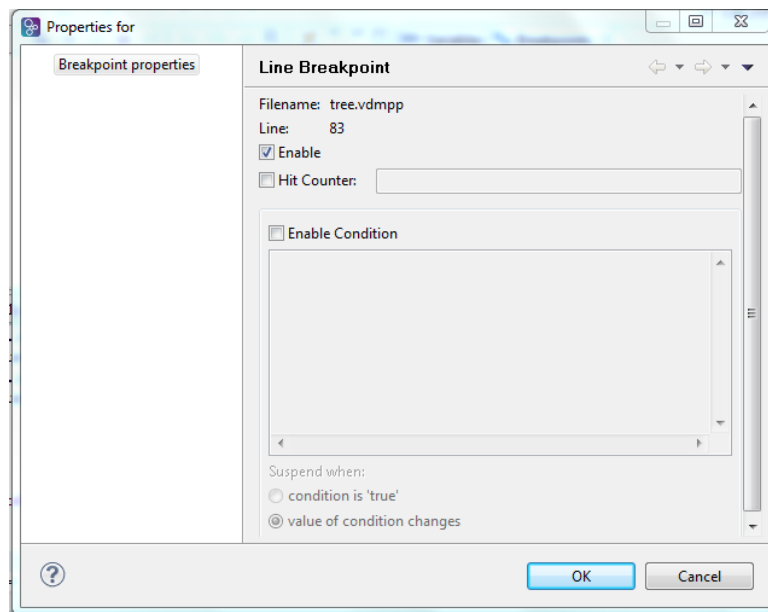 Properties for
Breakpoint properties
Line Breakpoint
Filename: tree.vdmpp
Line: 83
Enable
Hit Counter:
Enable Condition
Suspend when:
condition is 'true'
value of condition changes
?
OK
Cancel